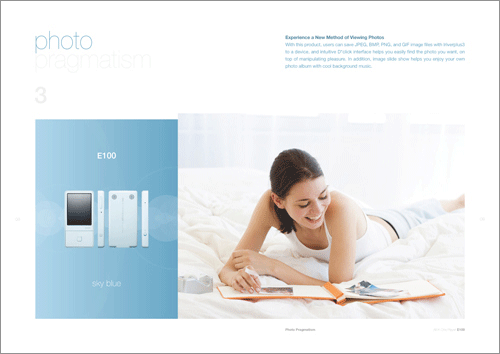 photo
pragmatism
3
Experience a New Method of Viewing Photos
With this product, users can save JPEG, BMP, PNG, and GIF image files with iriver plus3
to a device, and intuitive D*click interface helps you easily find the photo you want, on
top of manipulating pleasure. In addition, image slide show helps you enjoy your own
photo album with cool background music.
E100
sky blue
Photo Pragmatism
E100